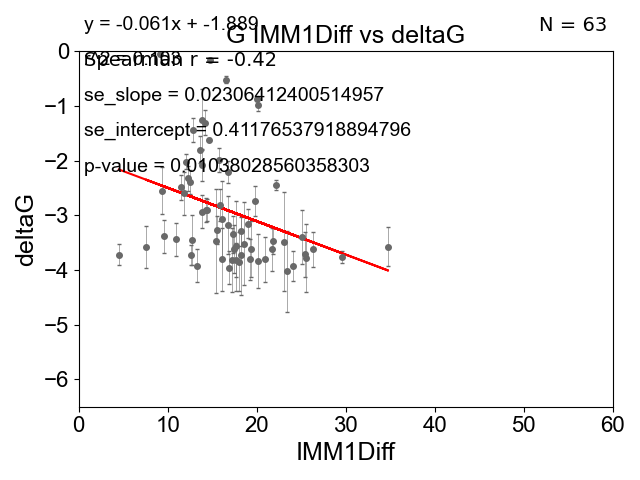 y = -0.061x + -1.889
N = 63
G IMM1Diff vs deltaG
Spearman r = -0.42
se_slope = 0.02306412400514957
se_intercept = 0.41176537918894796
p-value = 0.01038028560358303
deltaG
0
−1
−2
−3
−4
−5
−6
0 10 20 30 40 50 60
IMM1Diff